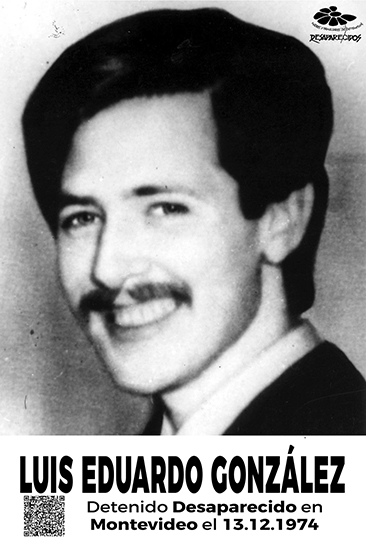 DESAPARECIDOS
LUIS EDUARDO GONZÁLEZ
Detenido Desaparecido en
Montevideo el 13.12.1974